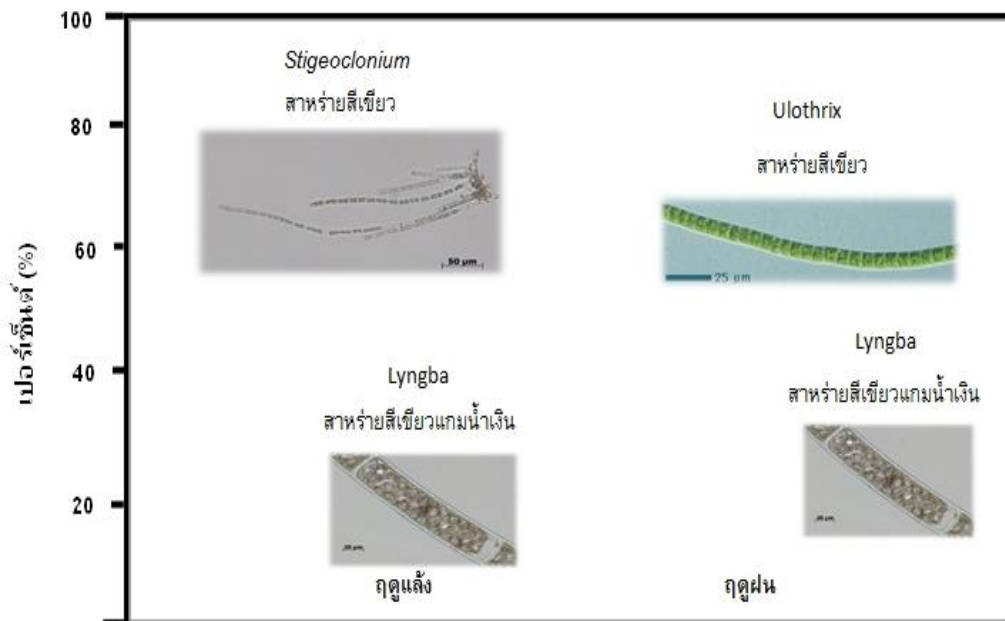 100
80
60
40
20
เปอร์เซ็นต์ (%)
Stigeoclonium
สาหร่ายสีเขียว
50 µm
Ulothrix
สาหร่ายสีเขียว
25 µm
Lyngba
สาหร่ายสีเขียวแกมน้ำเงิน
Lyngba
สาหร่ายสีเขียวแกมน้ำเงิน
ฤดูแล้ง
ฤดูฝน